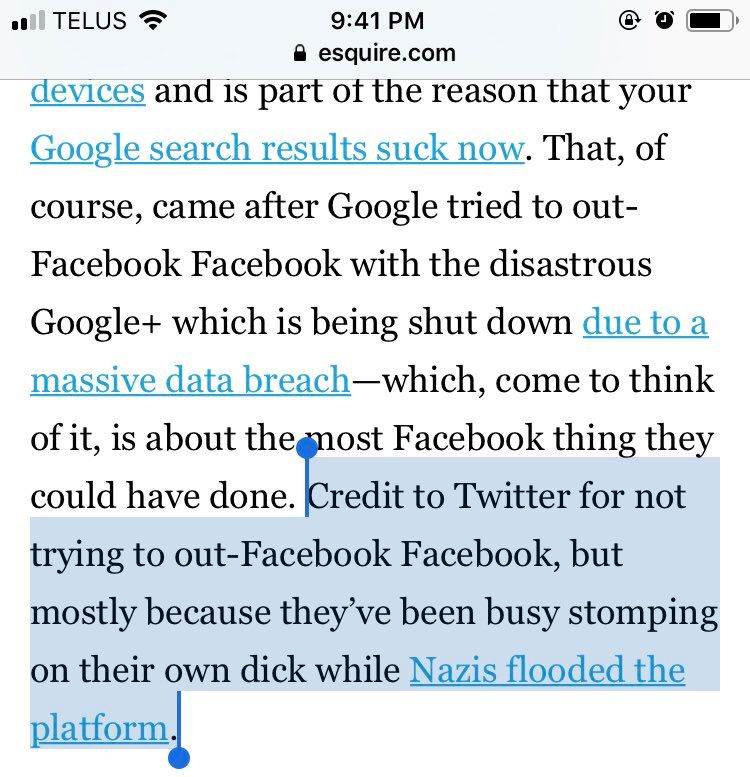 TELUS 9:41 PM
esquire.com
devices and is part of the reason that your
Google search results suck now. That, of
course, came after Google tried to out-
Facebook Facebook with the disastrous
Google+ which is being shut down due to a
massive data breach—which, come to think
of it, is about the most Facebook thing they
could have done. Credit to Twitter for not
trying to out-Facebook Facebook, but
mostly because they’ve been busy stomping
on their own dick while Nazis flooded the
platform.